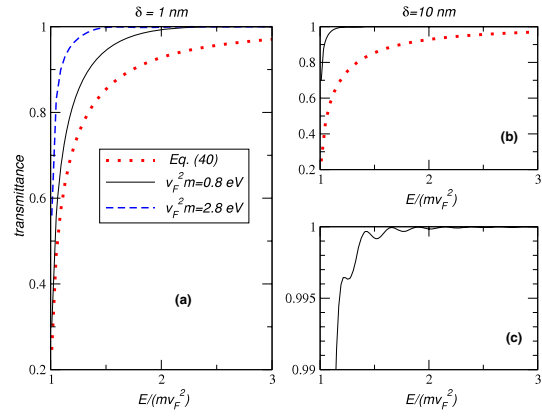 δ = 1 nm
δ=10 nm
1
0.8
0.6
0.4
0.2
transmittance
Eq. (40)
v_F^2 m=0.8 eV
v_F^2 m=2.8 eV
(a)
1
2
3
E/(mv_F^2)
1
0.8
0.6
0.4
0.2
(b)
1
2
3
E/(mv_F^2)
1
0.995
0.99
(c)
1
2
3
E/(mv_F^2)